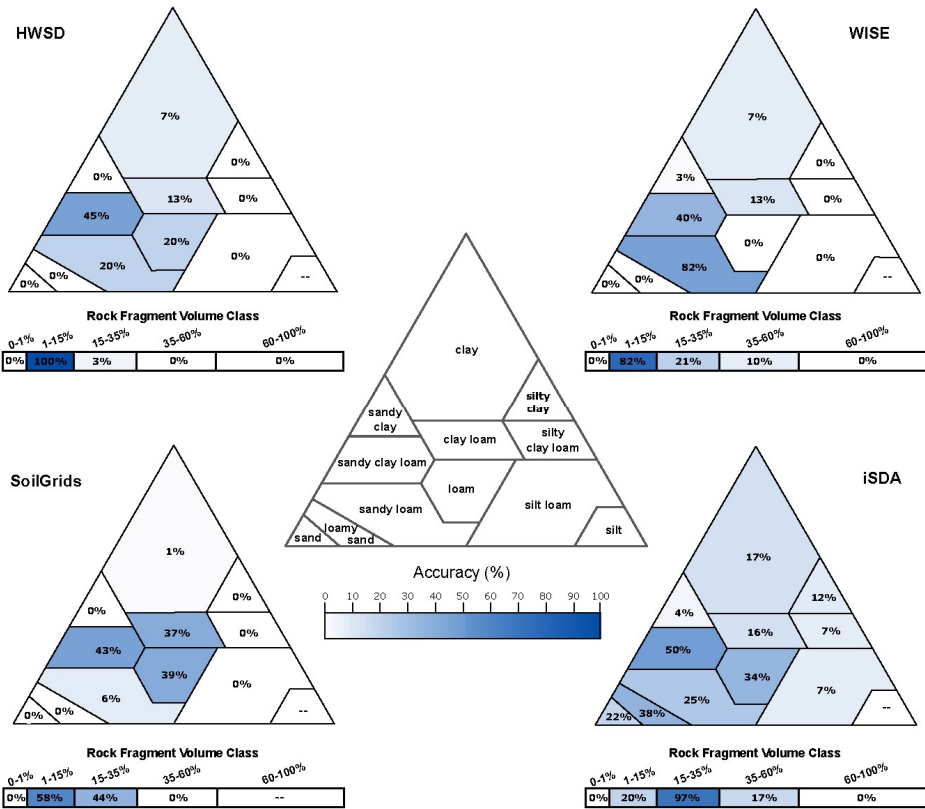 HWSD
7%
0%
0%
13%
0%
45%
20%
20%
0%
0%
0%
--
Rock Fragment Volume Class
0-1% 1-15% 15-35% 35-60% 60-100%
0% 100% 3% 0% 0%
WISE
7%
0%
3%
13%
0%
40%
0%
82%
0%
0%
0%
--
Rock Fragment Volume Class
0-1% 1-15% 15-35% 35-60% 60-100%
0% 82% 21% 10% 0%
clay
silty
clay
sandy
clay
clay loam
silty
clay loam
sandy clay loam
loam
sandy loam
silt loam
loamy
sand
sand
silt
Accuracy (%)
0 10 20 30 40 50 60 70 80 90 100
SoilGrids
1%
0%
0%
37%
0%
43%
39%
6%
0%
0%
0%
--
Rock Fragment Volume Class
0-1% 1-15% 15-35% 35-60% 60-100%
0% 58% 44% 0% --
iSDA
17%
12%
4%
16%
7%
50%
34%
25%
7%
38%
22%
--
Rock Fragment Volume Class
0-1% 1-15% 15-35% 35-60% 60-100%
0% 20% 97% 17% 0%